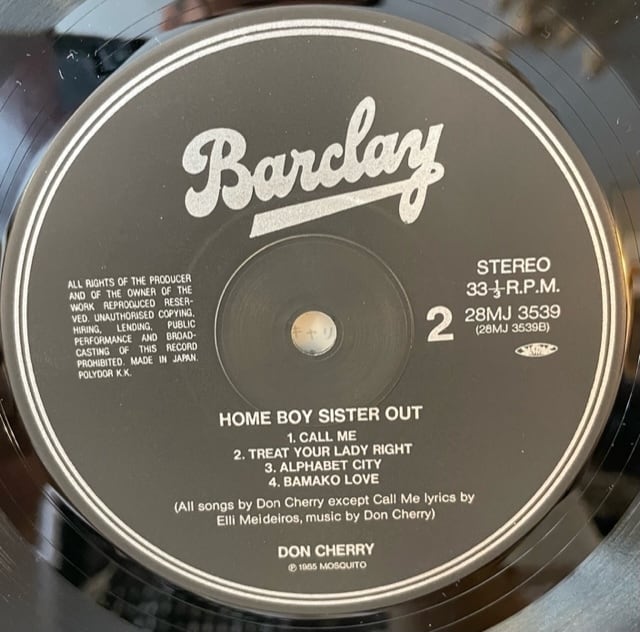 Barclay
ALL RIGHTS OF THE PRODUCER
AND OF THE OWNER OF THE
WORK REPRODUCED RESER-
VED. UNAUTHORISED COPYING,
HIRING, LENDING, PUBLIC
PERFORMANCE AND BROAD-
CASTING OF THIS RECORD
PROHIBITED. MADE IN JAPAN.
POLYDOR K.K.
STEREO
33⅓ R.P.M.
2
28MJ 3539
(28MJ 3539B)
キャリ
HOME BOY SISTER OUT
1. CALL ME
2. TREAT YOUR LADY RIGHT
3. ALPHABET CITY
4. BAMAKO LOVE
(All songs by Don Cherry except Call Me lyrics by
Elli Meideiros, music by Don Cherry)
DON CHERRY
℗ 1985 MOSQUITO